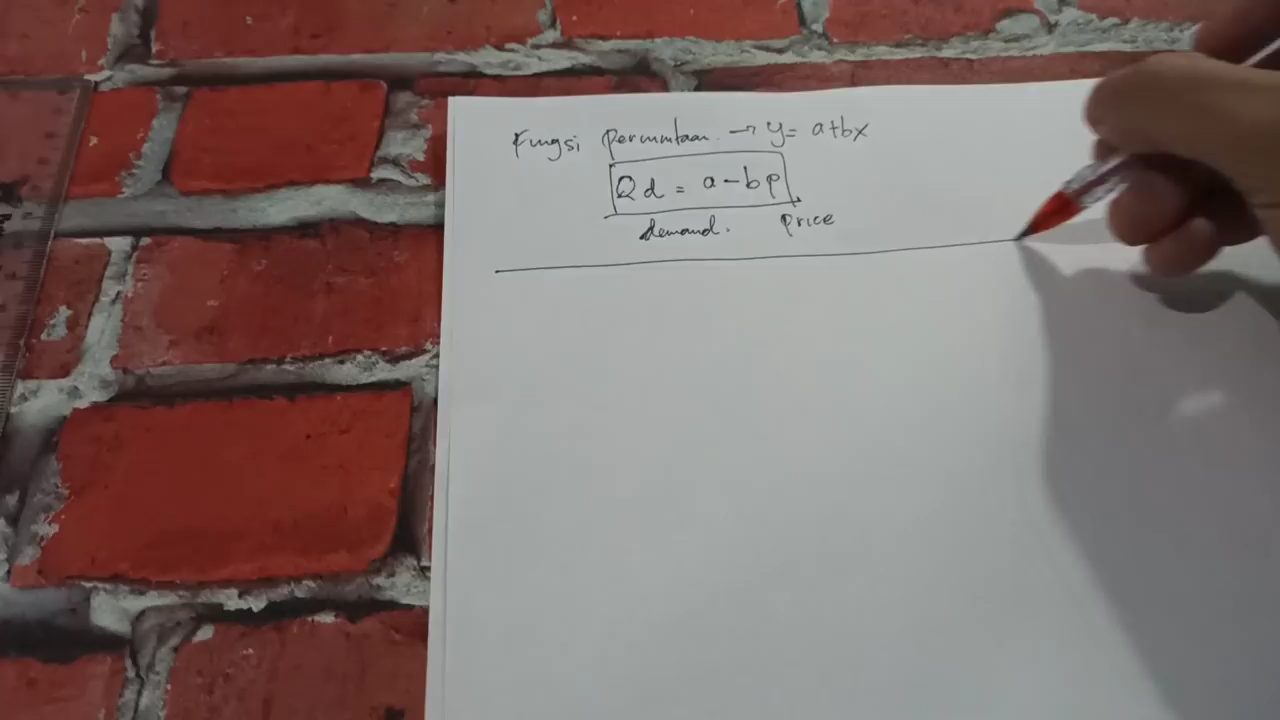 Fungsi permintaan → y = a+bx
Qd = a - bp
demand. price